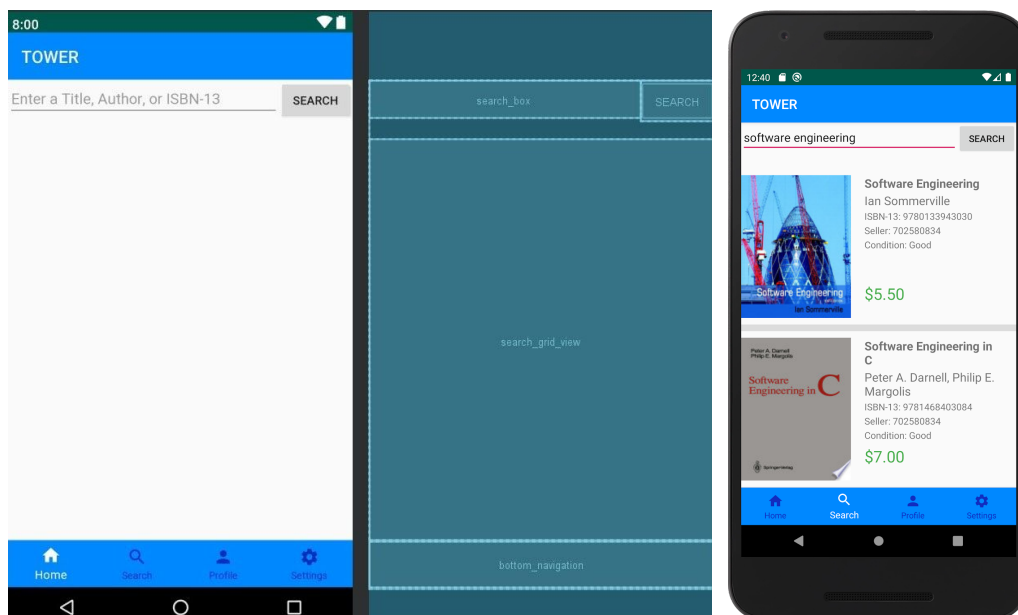 8:00
TOWER
Enter a Title, Author, or ISBN-13
SEARCH
Home
Search
Profile
Settings
search_box
SEARCH
search_grid_view
bottom_navigation
12:40
TOWER
software engineering
SEARCH
Software Engineering
Ian Sommerville
Software Engineering
Ian Sommerville
ISBN-13: 9780133943030
Seller: 702580834
Condition: Good
$5.50
Peter A. Darnell
Philip E. Margolis
Software
Engineering in C
Springer-Verlag
Software Engineering in
C
Peter A. Darnell, Philip E.
Margolis
ISBN-13: 9781468403084
Seller: 702580834
Condition: Good
$7.00
Home
Search
Profile
Settings